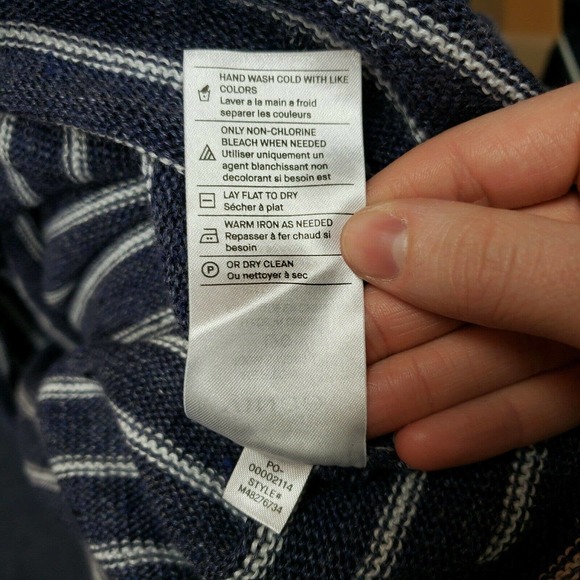 HAND WASH COLD WITH LIKE
COLORS
Laver a la main a froid
separer les couleurs
ONLY NON-CHLORINE
BLEACH WHEN NEEDED
Utiliser uniquement un
agent blanchissant non
decolorant si besoin est
LAY FLAT TO DRY
Sécher à plat
WARM IRON AS NEEDED
Repasser à fer chaud si
besoin
P
OR DRY CLEAN
Ou nettoyer à sec
PO-
00002114
STYLE#
M48276734